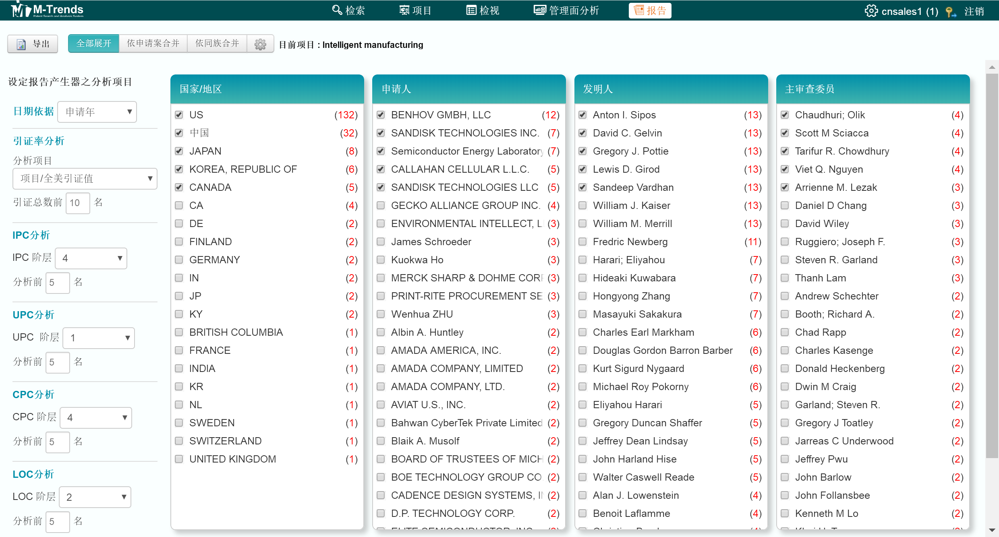 M-Trends
Patent Search and Analysis System
检索
项目
检视
管理面分析
报告
cnsales1 (1)
注销
导出
全部展开
依申请案合并
依同族合并
目前项目 : Intelligent manufacturing
设定报告产生器之分析项目
日期依据 申请年
引证率分析
分析项目
项目/全美引证值
引证总数前 10 名
IPC分析
IPC 阶层 4
分析前 5 名
UPC分析
UPC 阶层 1
分析前 5 名
CPC分析
CPC 阶层 4
分析前 5 名
LOC分析
LOC 阶层 2
分析前 5 名
国家/地区
US (132)
中国 (32)
JAPAN (8)
KOREA, REPUBLIC OF (6)
CANADA (5)
CA (4)
DE (2)
FINLAND (2)
GERMANY (2)
IN (2)
JP (2)
KY (2)
BRITISH COLUMBIA (1)
FRANCE (1)
INDIA (1)
KR (1)
NL (1)
SWEDEN (1)
SWITZERLAND (1)
UNITED KINGDOM (1)
申请人
BENHOV GMBH, LLC (12)
SANDISK TECHNOLOGIES INC. (7)
Semiconductor Energy Laboratory (7)
CALLAHAN CELLULAR L.L.C. (5)
SANDISK TECHNOLOGIES LLC (5)
GECKO ALLIANCE GROUP INC. (4)
ENVIRONMENTAL INTELLECT, L (3)
James Schroeder (3)
Kuokwa Ho (3)
MERCK SHARP & DOHME CORP (3)
PRINT-RITE PROCUREMENT SE (3)
Wenhua ZHU (3)
Albin A. Huntley (2)
AMADA AMERICA, INC. (2)
AMADA COMPANY, LIMITED (2)
AMADA COMPANY, LTD. (2)
AVIAT U.S., INC. (2)
Bahwan CyberTek Private Limited (2)
Blaik A. Musolf (2)
BOARD OF TRUSTEES OF MICH (2)
BOE TECHNOLOGY GROUP CO. (2)
CADENCE DESIGN SYSTEMS, IN (2)
D.P. TECHNOLOGY CORP. (2)
发明人
Anton I. Sipos (13)
David C. Gelvin (13)
Gregory J. Pottie (13)
Lewis D. Girod (13)
Sandeep Vardhan (13)
William J. Kaiser (13)
William M. Merrill (13)
Fredric Newberg (11)
Harari; Eliyahou (7)
Hideaki Kuwabara (7)
Hongyong Zhang (7)
Masayuki Sakakura (7)
Charles Earl Markham (6)
Douglas Gordon Barron Barber (6)
Kurt Sigurd Nygaard (6)
Michael Roy Pokorny (6)
Eliyahou Harari (5)
Gregory Duncan Shaffer (5)
Jeffrey Dean Lindsay (5)
John Harland Hise (5)
Walter Caswell Reade (5)
Alan J. Lowenstein (4)
Benoit Laflamme (4)
主审查委员
Chaudhuri; Olik (4)
Scott M Sciacca (4)
Tarifur R. Chowdhury (4)
Viet Q. Nguyen (4)
Arrienne M. Lezak (3)
Daniel D Chang (3)
David Wiley (3)
Ruggiero; Joseph F. (3)
Steven R. Garland (3)
Thanh Lam (3)
Andrew Schechter (2)
Booth; Richard A. (2)
Chad Rapp (2)
Charles Kasenge (2)
Donald Heckenberg (2)
Dwin M Craig (2)
Garland; Steven R. (2)
Gregory J Toatley (2)
Jarreas C Underwood (2)
Jeffrey Pwu (2)
John Barlow (2)
John Follansbee (2)
Kenneth M Lo (2)